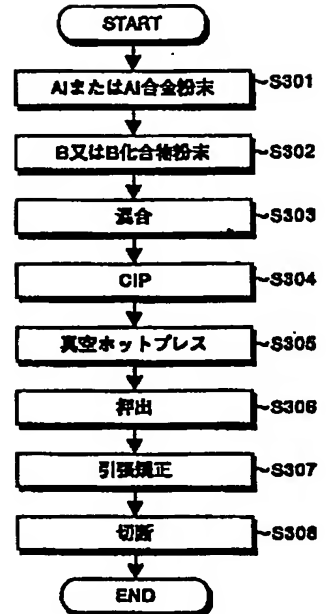 START
AlまたはAl合金粉末 S301
B又はB化合物粉末 S302
混合 S303
CIP S304
真空ホットプレス S305
押出 S306
引張矯正 S307
切断 S308
END